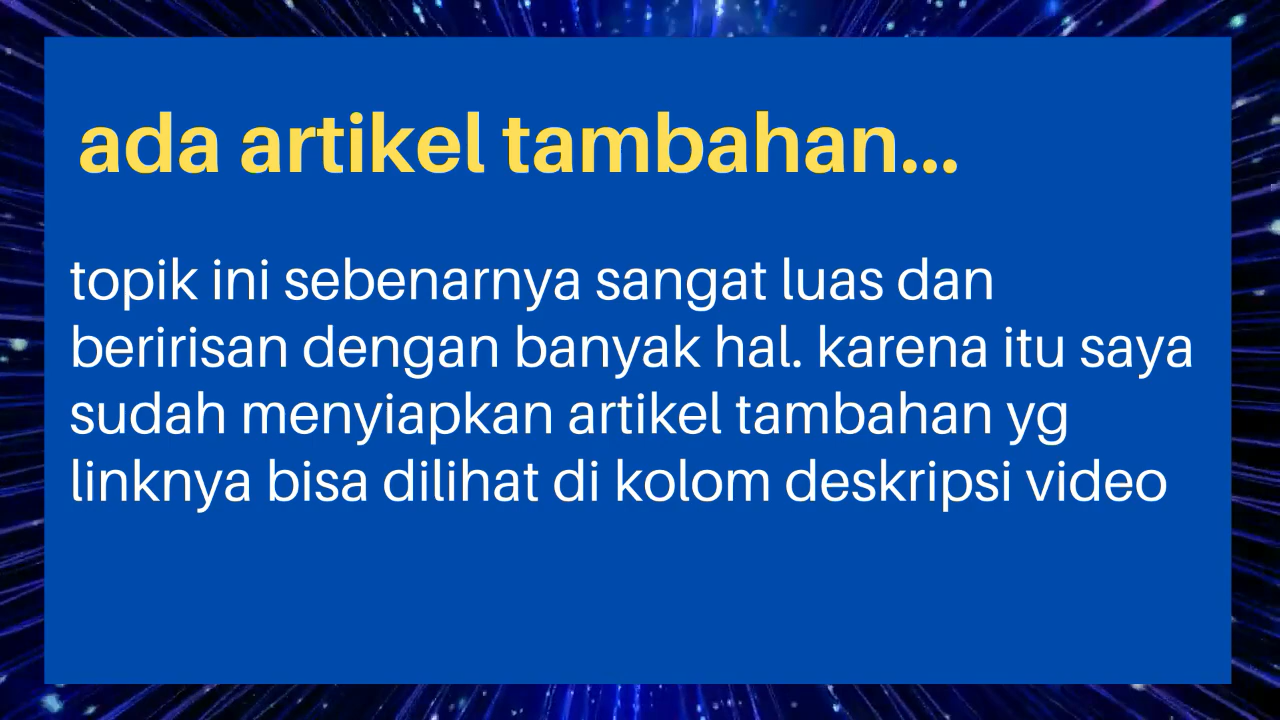 ada artikel tambahan...
topik ini sebenarnya sangat luas dan
beririsan dengan banyak hal. karena itu saya
sudah menyiapkan artikel tambahan yg
linknya bisa dilihat di kolom deskripsi video